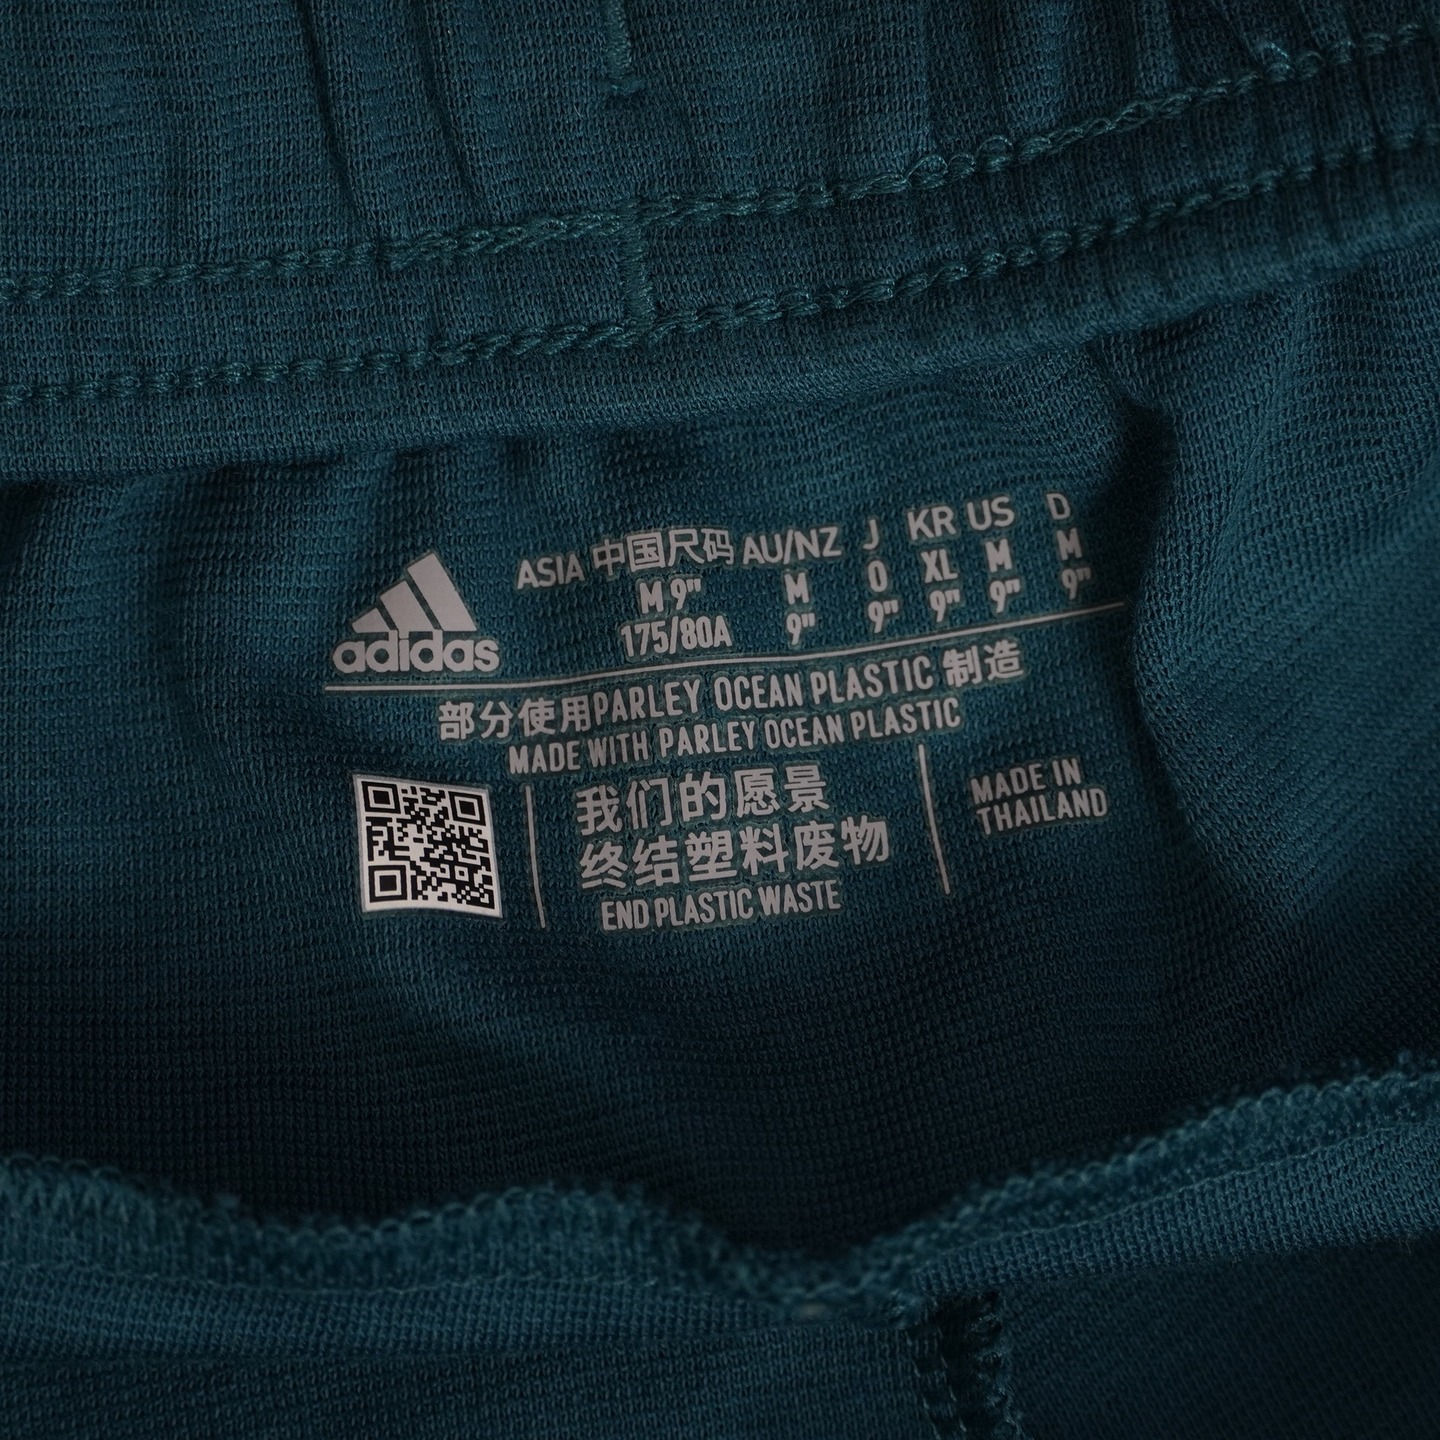 adidas
ASIA 中国尺码 AU/NZ J KR US D
M 9" M O XL M M
175/80A 9" 9" 9" 9" 9"
部分使用PARLEY OCEAN PLASTIC 制造
MADE WITH PARLEY OCEAN PLASTIC
我们的愿景
终结塑料废物
END PLASTIC WASTE
MADE IN
THAILAND